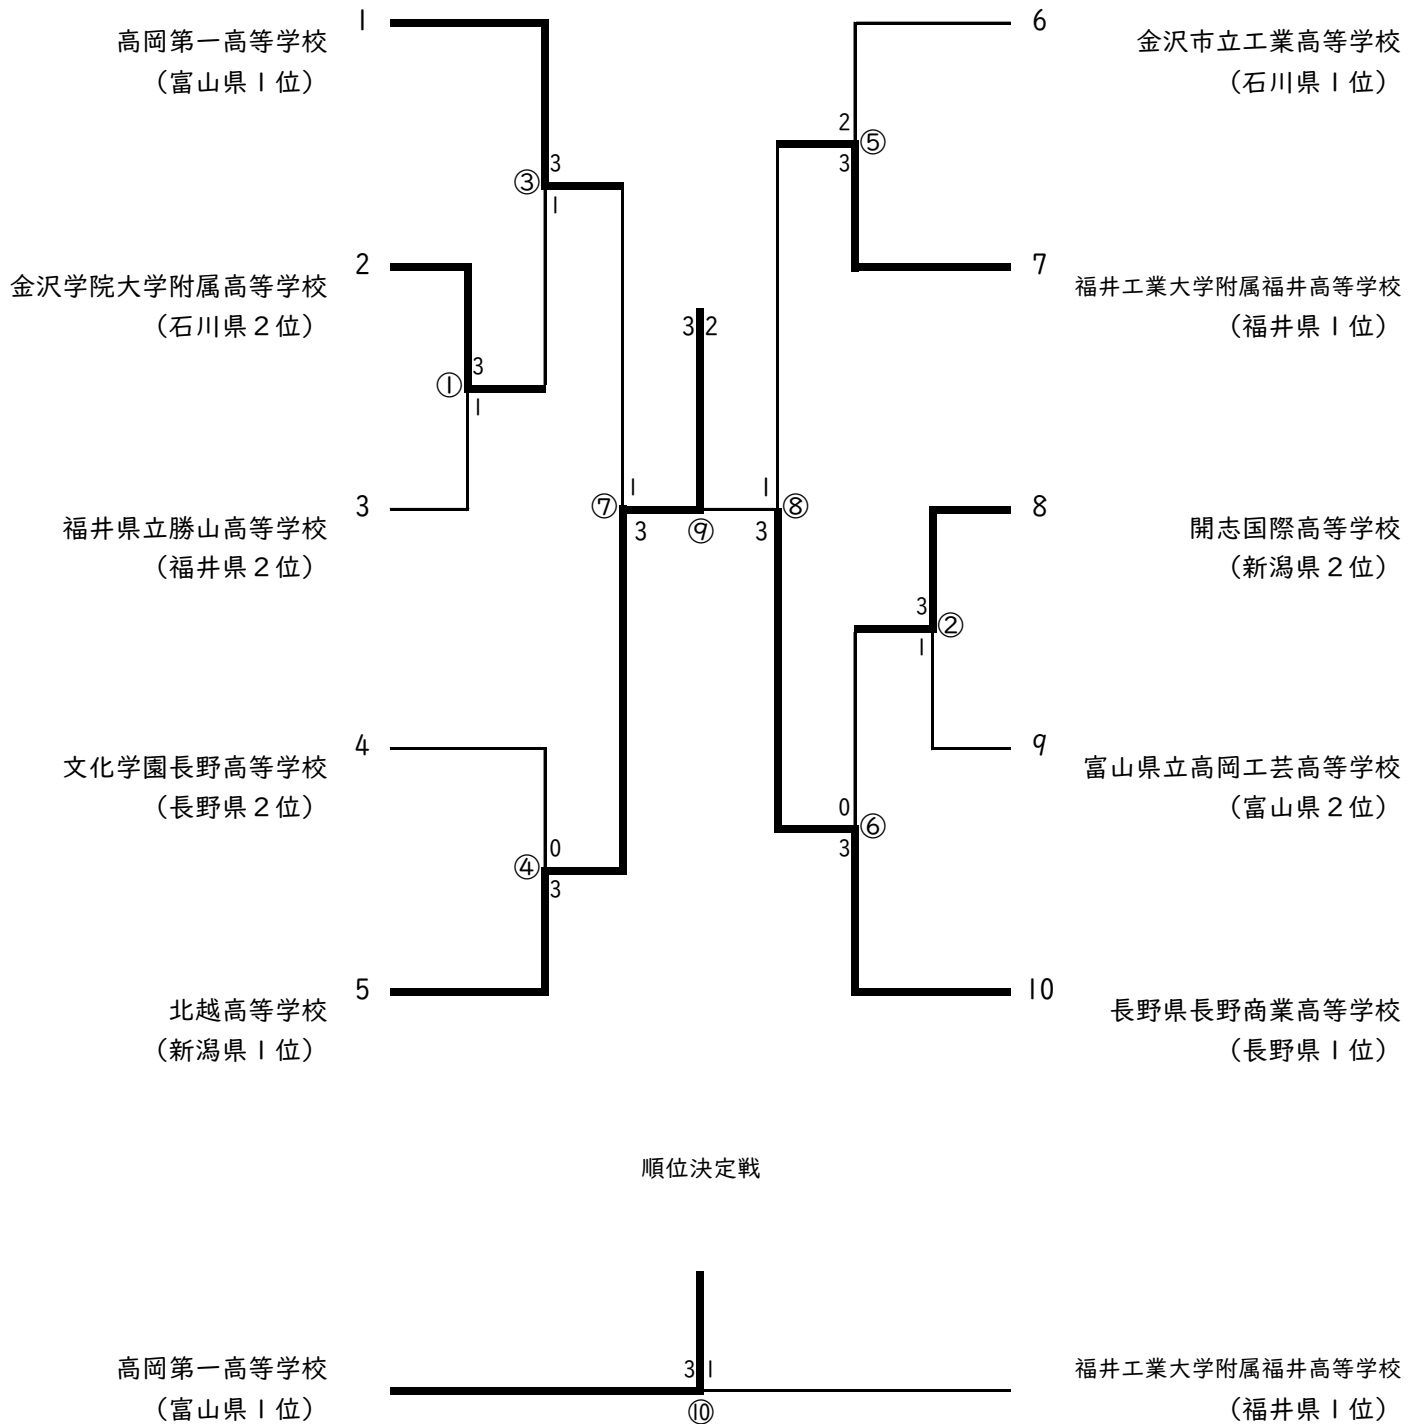 1
高岡第一高等学校
（富山県１位）
2
金沢学院大学附属高等学校
（石川県２位）
3
福井県立勝山高等学校
（福井県２位）
4
文化学園長野高等学校
（長野県２位）
5
北越高等学校
（新潟県１位）
③
3
1
①
3
1
④
0
3
⑦
1
3
3 2
⑨
1
3
⑧
2
3
⑤
3
1
②
0
3
⑥
6
金沢市立工業高等学校
（石川県１位）
7
福井工業大学附属福井高等学校
（福井県１位）
8
開志国際高等学校
（新潟県２位）
9
富山県立高岡工芸高等学校
（富山県２位）
10
長野県長野商業高等学校
（長野県１位）
順位決定戦
高岡第一高等学校
（富山県１位）
3 1
⑩
福井工業大学附属福井高等学校
（福井県１位）